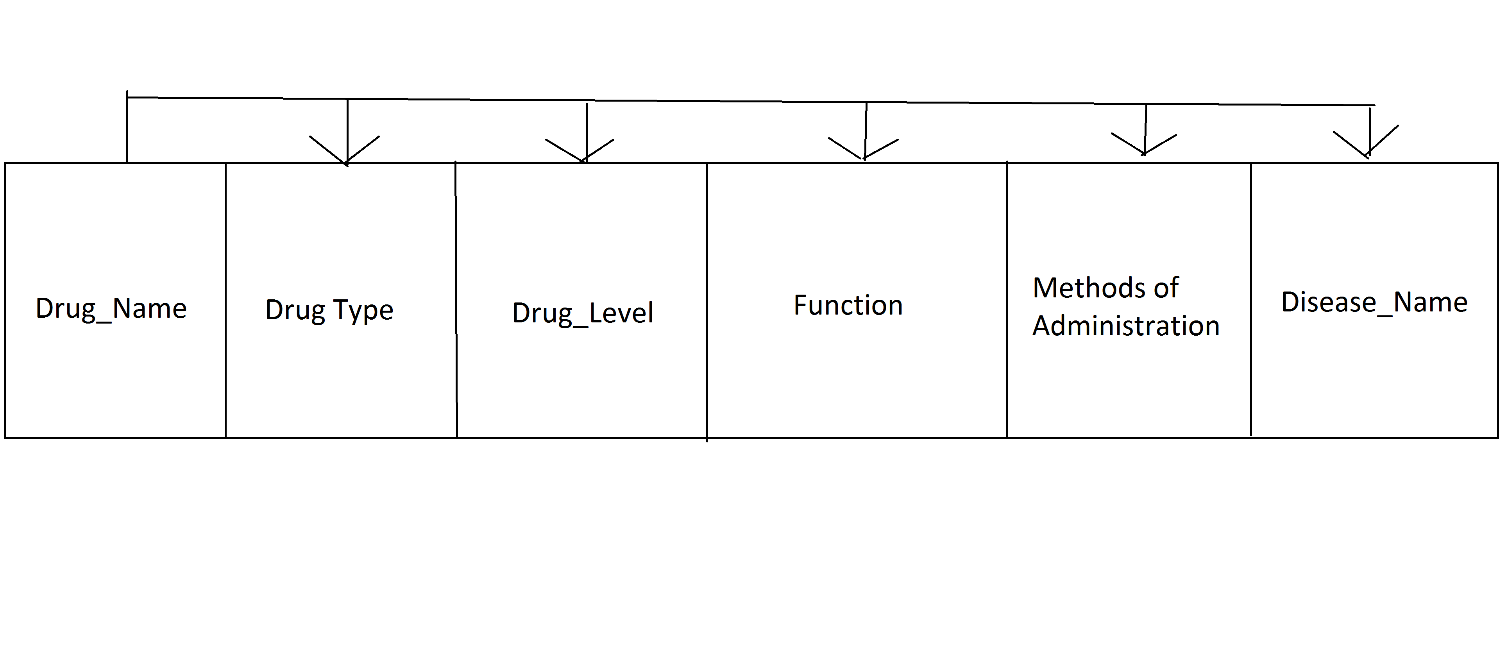 Drug_Name
Drug Type
Drug_Level
Function
Methods of
Administration
Disease_Name